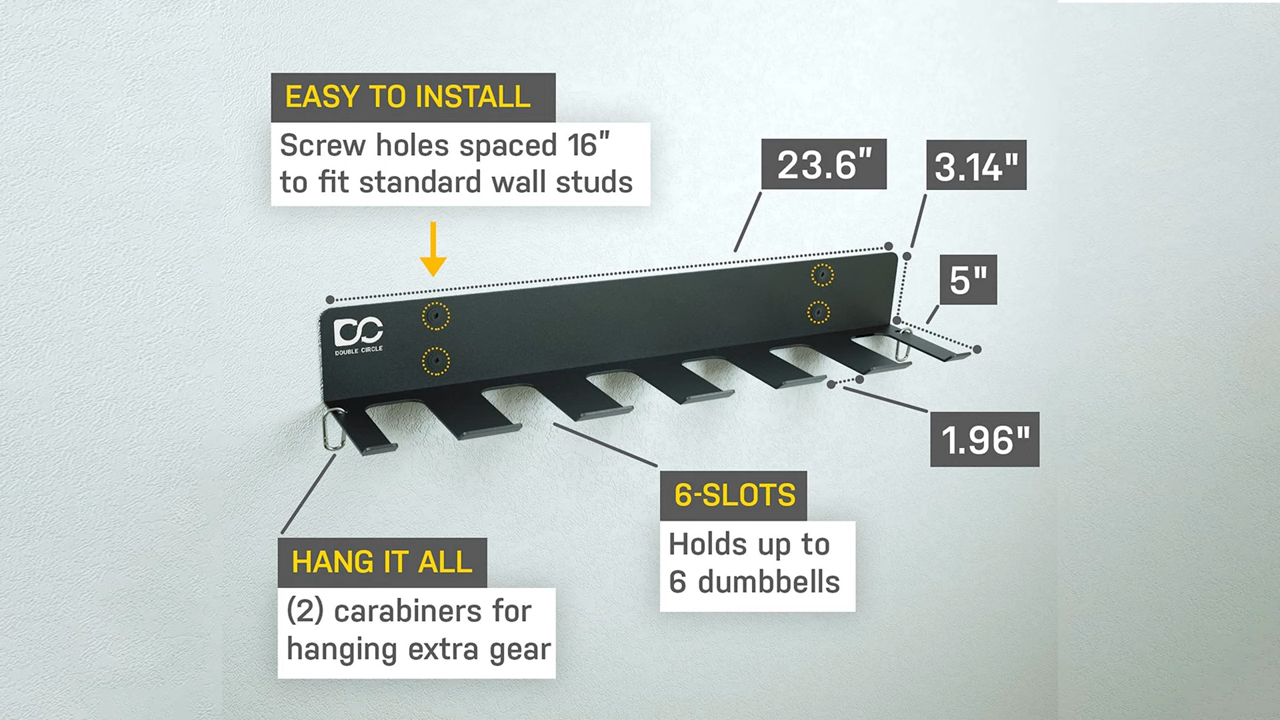 EASY TO INSTALL
Screw holes spaced 16”
to fit standard wall studs
23.6”
3.14"
5"
DC
DOUBLE CIRCLE
1.96"
6-SLOTS
Holds up to
6 dumbbells
HANG IT ALL
(2) carabiners for
hanging extra gear